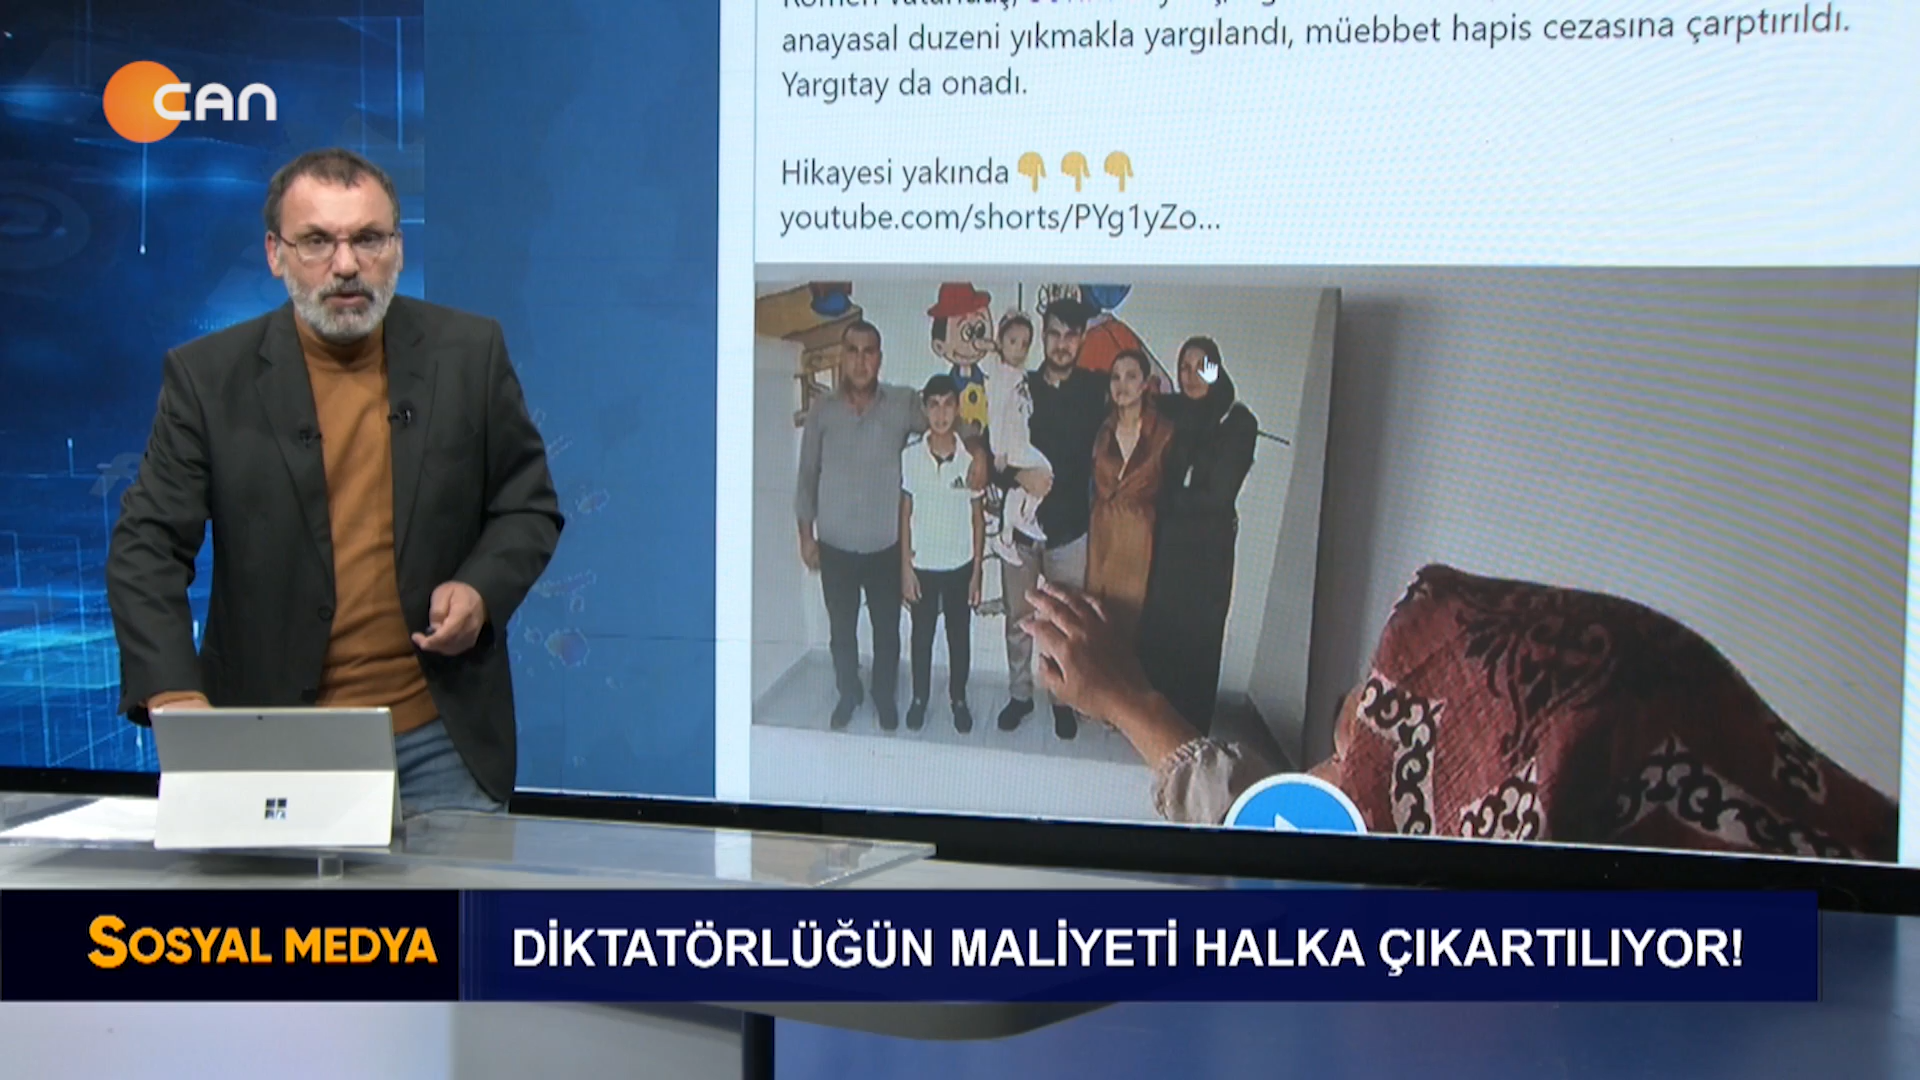 anayasal duzeni yıkmakla yargılandı, müebbet hapis cezasına çarptırıldı.
Yargıtay da onadı.
Hikayesi yakında
youtube.com/shorts/PYg1yZo...
CAN
SOSYAL MEDYA
DİKTATÖRLÜĞÜN MALİYETİ HALKA ÇIKARTILIYOR!